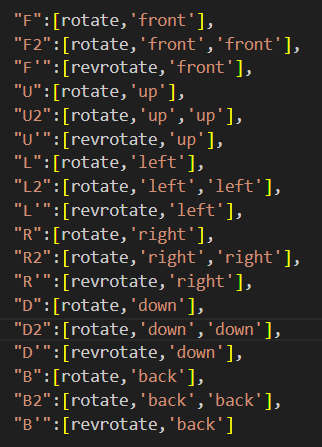 "F":[rotate,'front'],
"F2":[rotate,'front','front'],
"F'":[revrotate,'front'],
"U":[rotate,'up'],
"U2":[rotate,'up','up'],
"U'":[revrotate,'up'],
"L":[rotate,'left'],
"L2":[rotate,'left','left'],
"L'":[revrotate,'left'],
"R":[rotate,'right'],
"R2":[rotate,'right','right'],
"R'":[revrotate,'right'],
"D":[rotate,'down'],
"D2":[rotate,'down','down'],
"D'":[revrotate,'down'],
"B":[rotate,'back'],
"B2":[rotate,'back','back'],
"B'":[revrotate,'back']